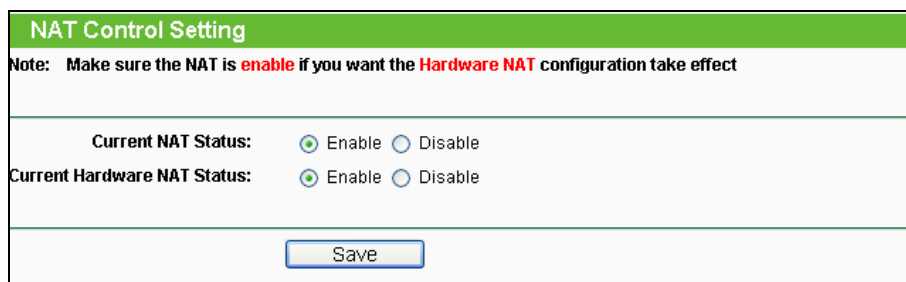 NAT Control Setting
Note: Make sure the NAT is enable if you want the Hardware NAT configuration take effect
Current NAT Status: Enable Disable
Current Hardware NAT Status: Enable Disable
Save